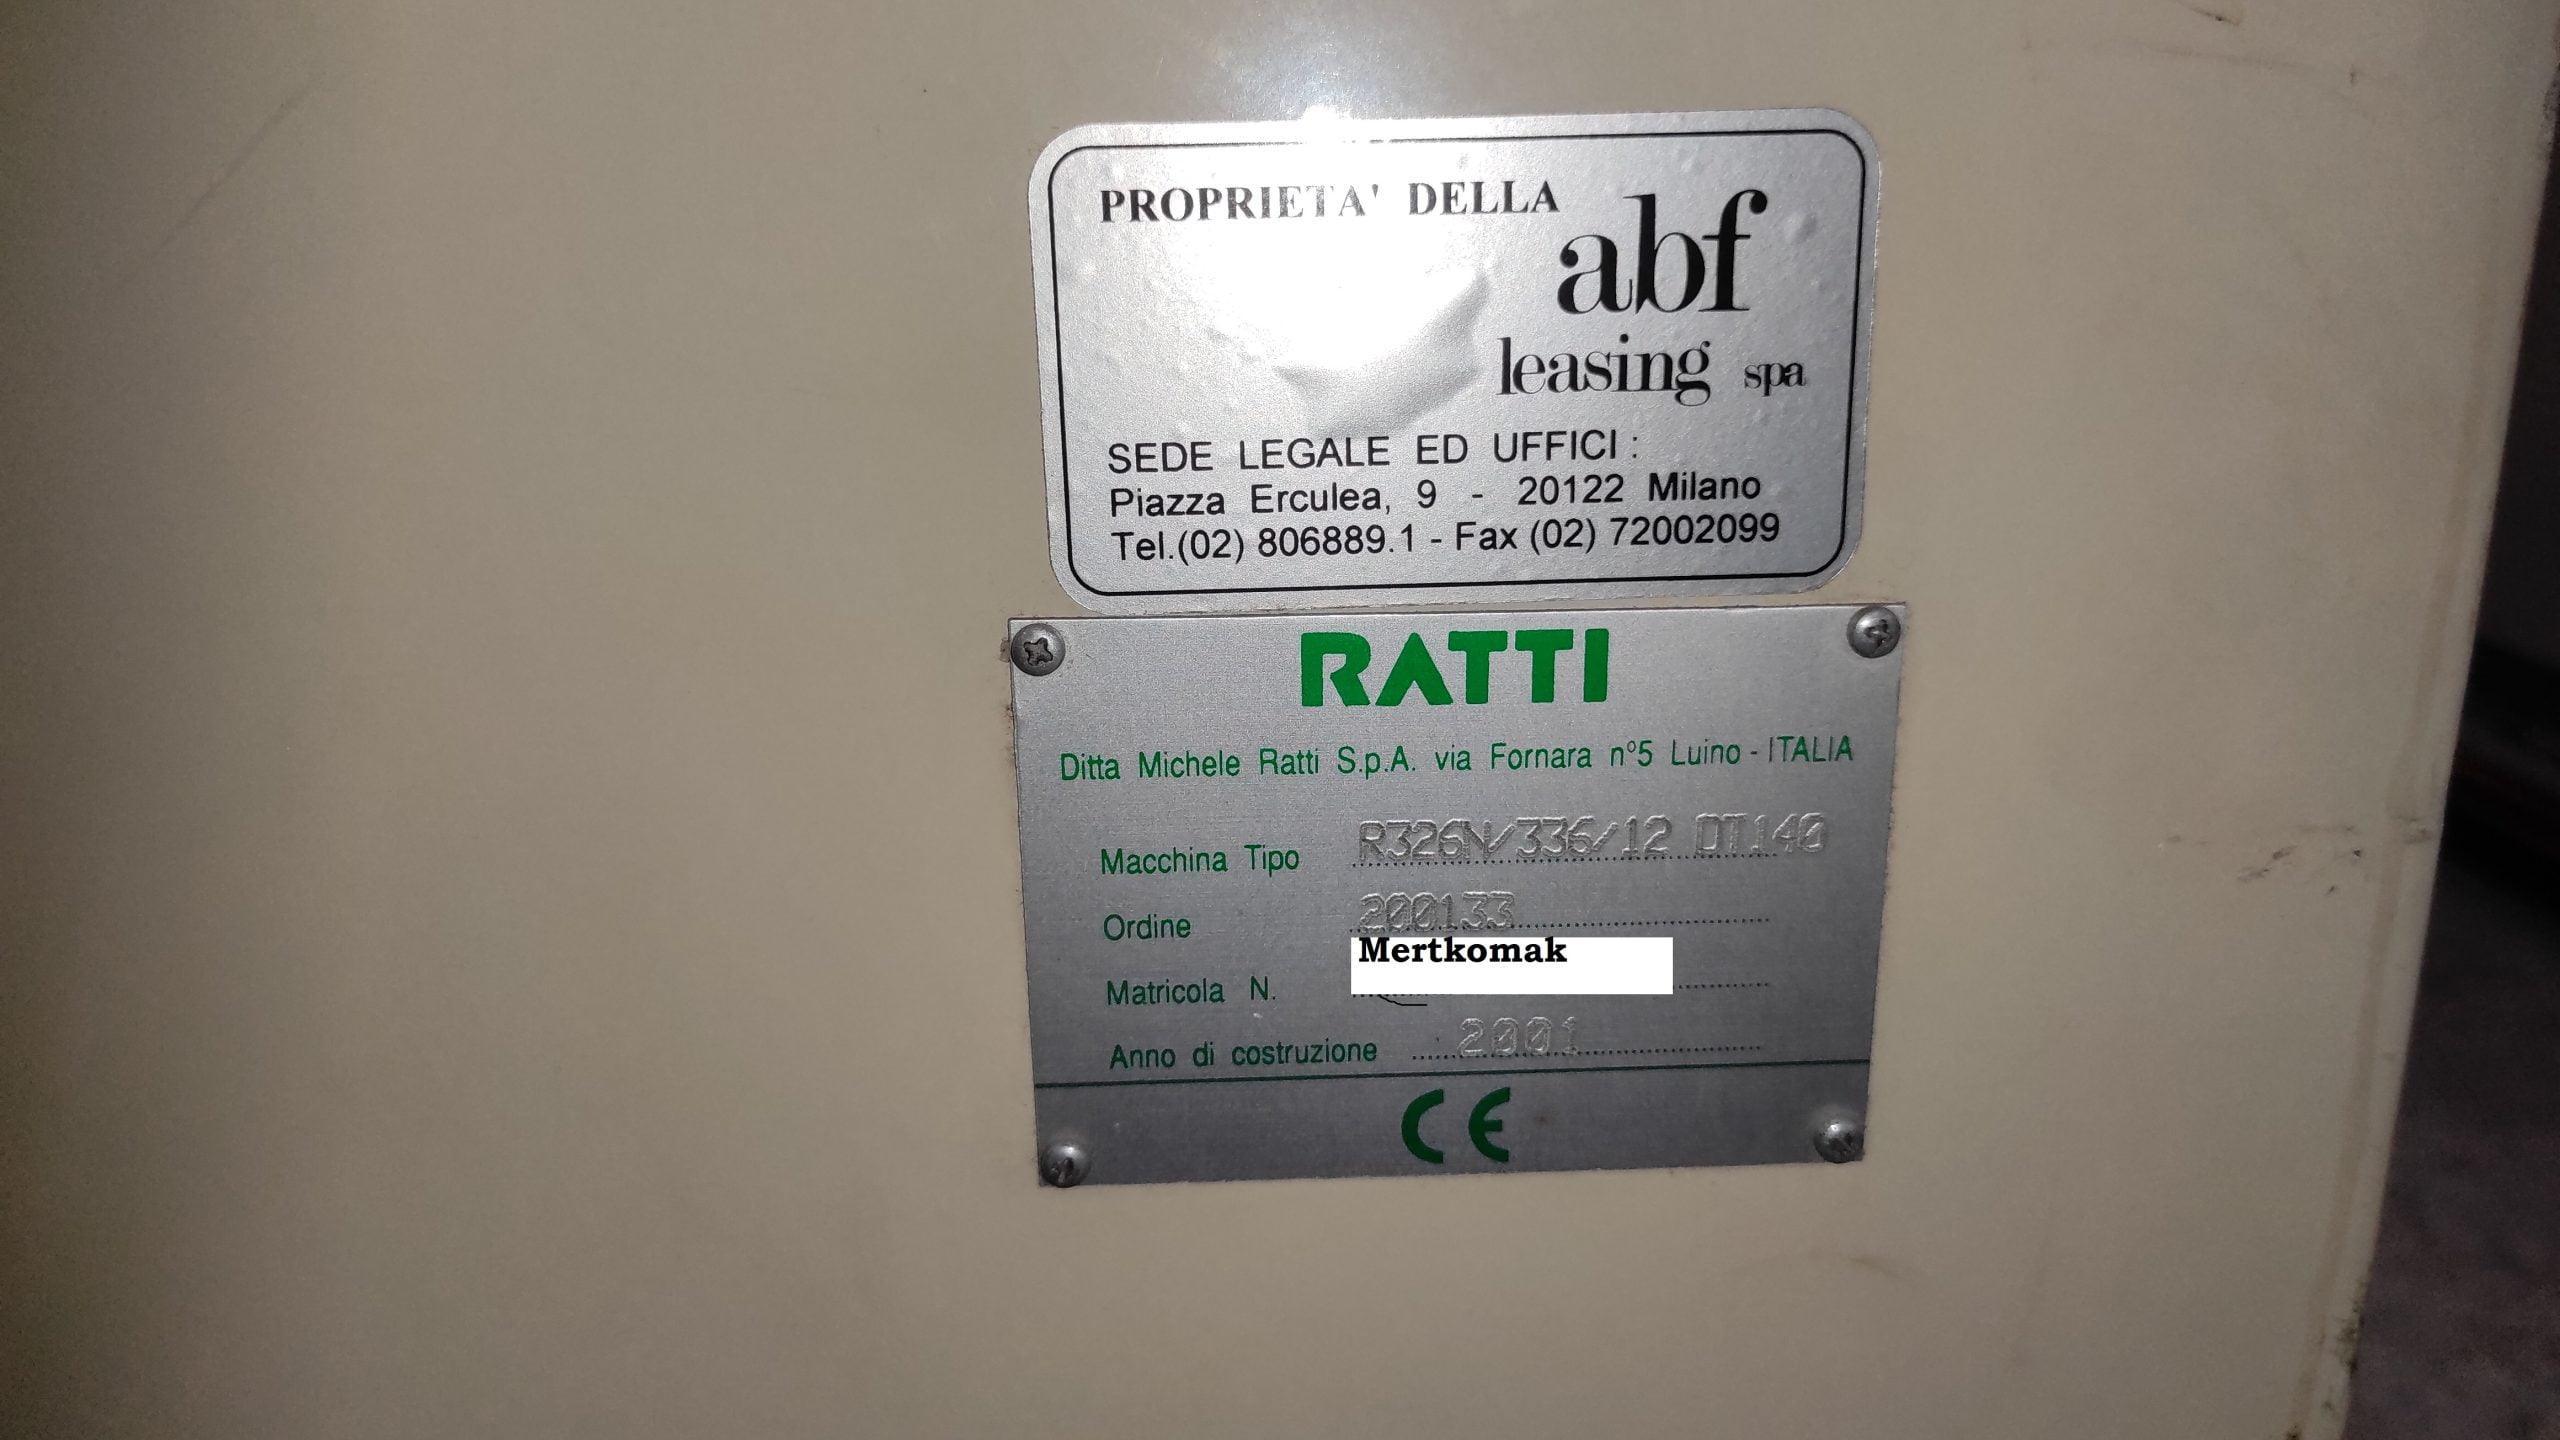 PROPRIETA' DELLA
abf
leasing spa
SEDE LEGALE ED UFFICI :
Piazza Erculea, 9 - 20122 Milano
Tel.(02) 806889.1 - Fax (02) 72002099
RATTI
Ditta Michele Ratti S.p.A. via Fornara n°5 Luino - ITALIA
Macchina Tipo R326N/336/12 DT140
Ordine 200133
Matricola N. Mertkomak
Anno di costruzione 2001
CE